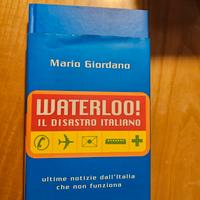 Mario Giordano
WATERLOO!
IL DISASTRO ITALIANO
ultime notizie dall'Italia
che non funziona